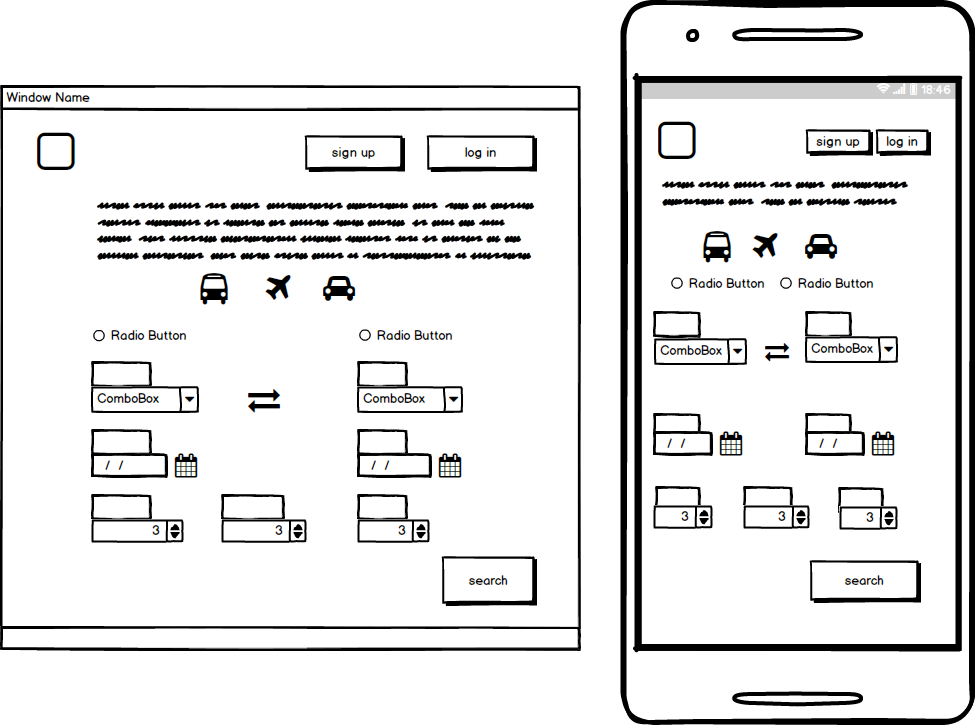 Window Name
sign up log in
Radio Button Radio Button
ComboBox ComboBox
/ / / /
3 3 3
search
18:46
sign up log in
Radio Button Radio Button
ComboBox ComboBox
/ / / /
3 3 3
search